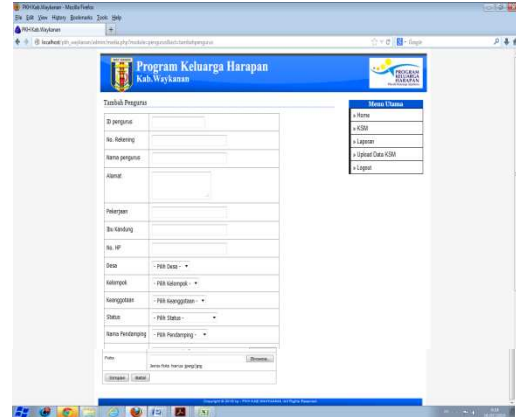 PKH Kab.Waykanan - Mozilla Firefox
File Edit View History Bookmarks Tools Help
PKH Kab.Waykanan
Google
Program Keluarga Harapan
Kab.Waykanan
PROGRAM
KELUARGA
HARAPAN
Tambah Pengurus
Menu Utama
» Home
» KSM
» Laporan
» Upload Data KSM
» Logout
ID pengurus
No. Rekening
Nama pengurus
Alamat
Pekerjaan
Ibu Kandung
No. HP
Desa - Pilih Desa -
Kelompok - Pilih Kelompok -
Keanggotaan - Pilih Keanggotaan -
Status - Pilih Status -
Nama Pendamping - Pilih Pendamping -
Browse...
Simpan Batal